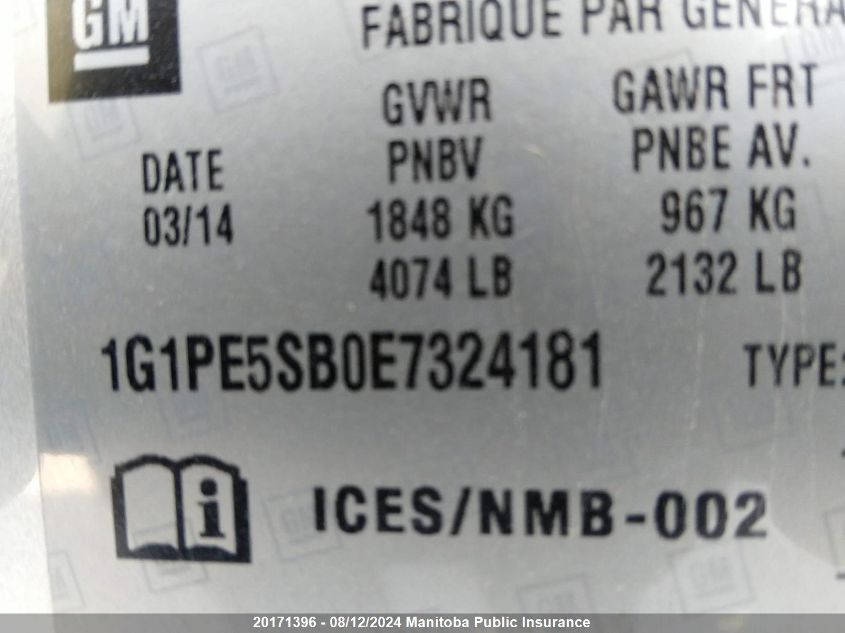 GM
FABRIQUE PAR GENERA
GVWR GAWR FRT
DATE PNBV PNBE AV.
03/14 1848 KG 967 KG
4074 LB 2132 LB
1G1PE5SB0E7324181 TYPE:
i ICES/NMB-002
20171396 - 08/12/2024 Manitoba Public Insurance